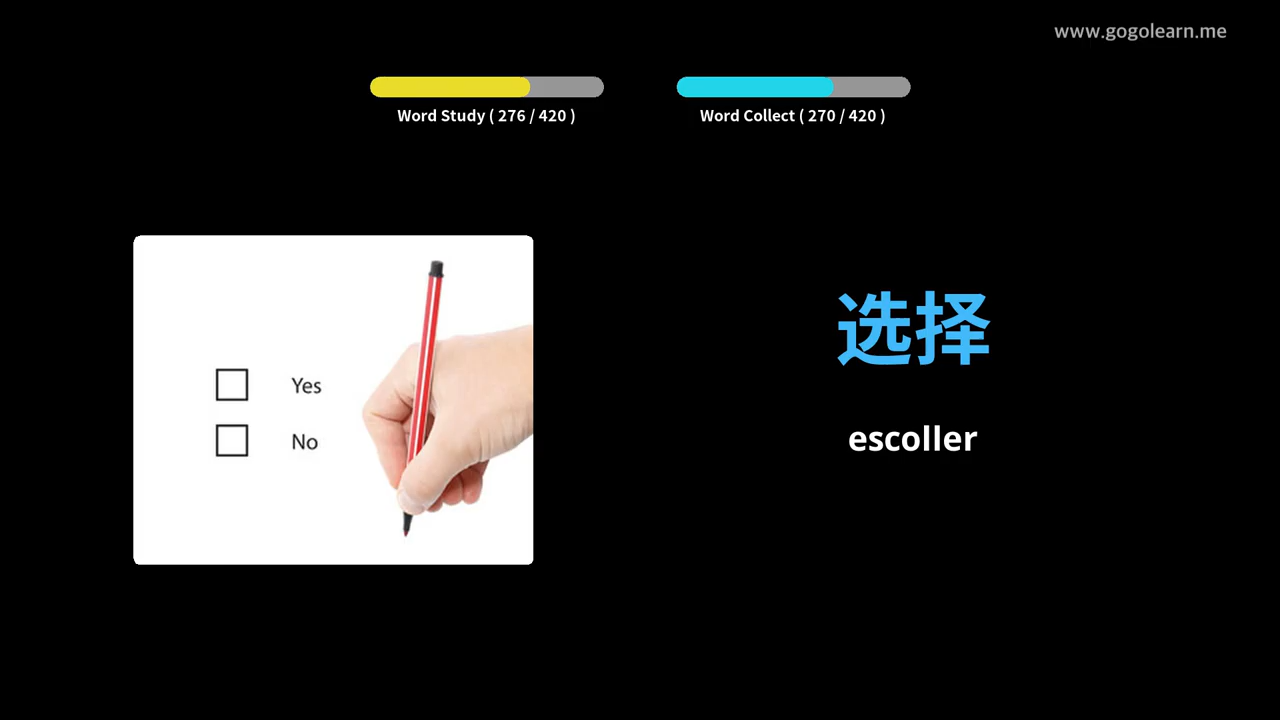 www.gogolearn.me
Word Study ( 276 / 420 )
Word Collect ( 270 / 420 )
Yes
No
选择
escoller